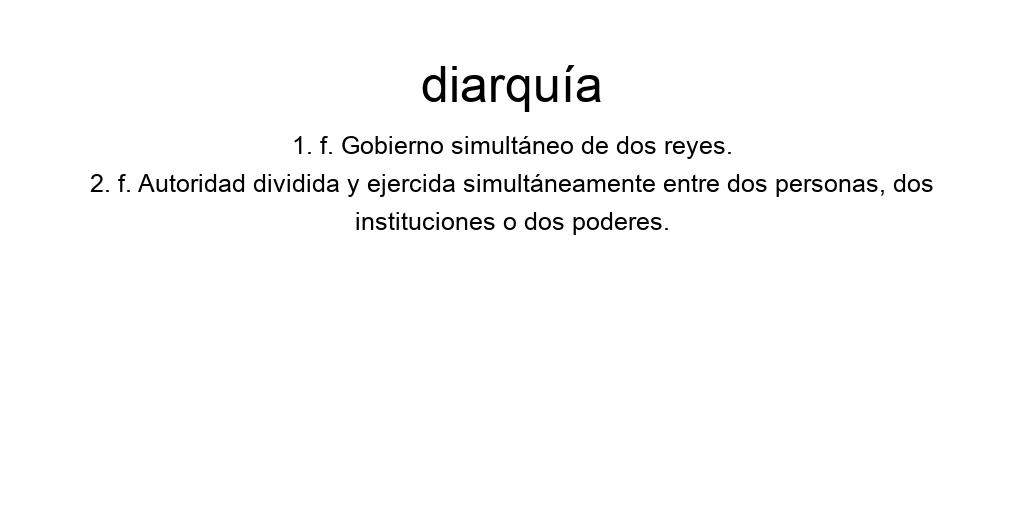 diarquía
1. f. Gobierno simultáneo de dos reyes.
2. f. Autoridad dividida y ejercida simultáneamente entre dos personas, dos
instituciones o dos poderes.